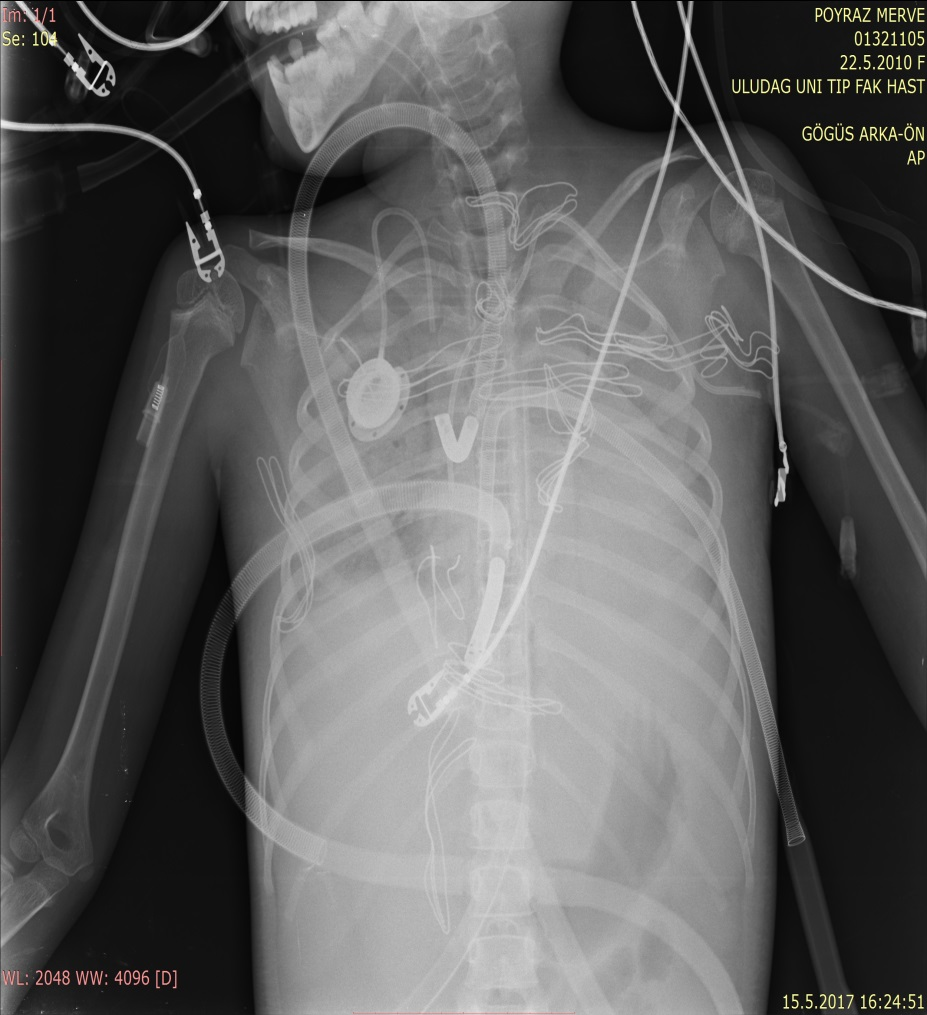 Im: 1/1
Se: 104
POYRAZ MERVE
01321105
22.5.2010 F
ULUDAG UNI TIP FAK HAST
GÖGÜS ARKA-ÖN
AP
WL: 2048 WW: 4096 [D]
15.5.2017 16:24:51